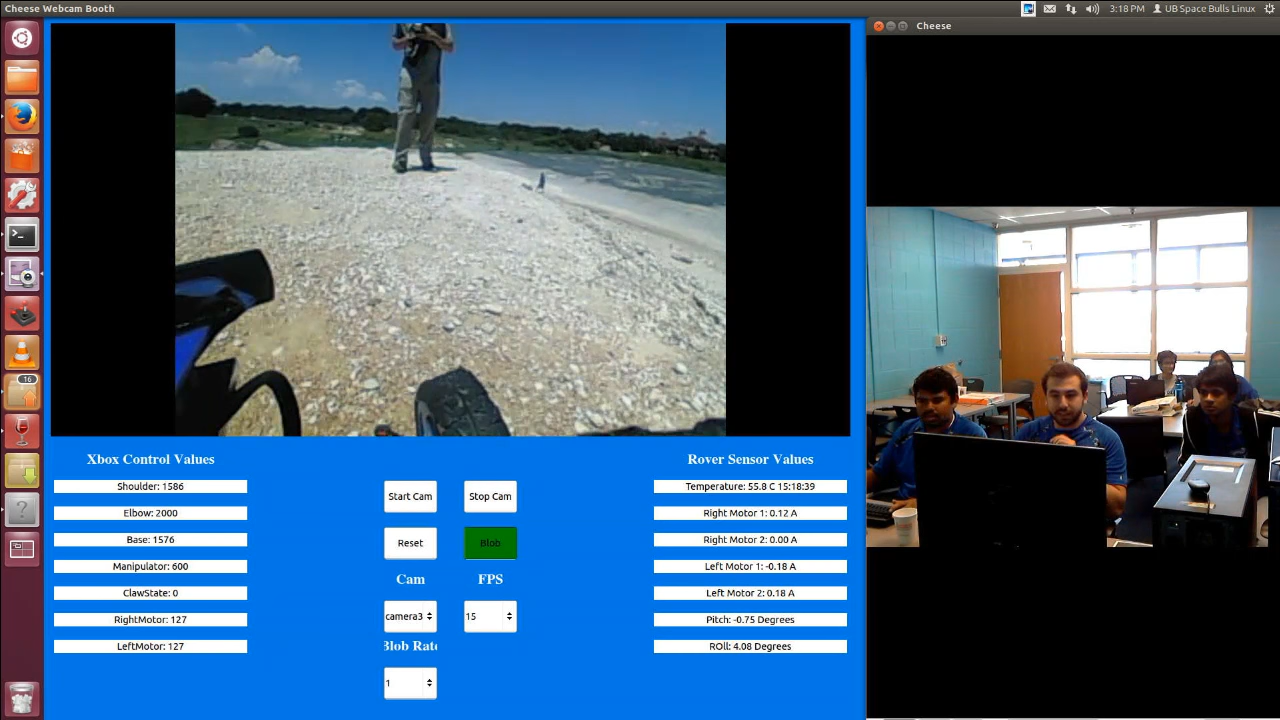 Cheese Webcam Booth
3:18 PM
UB Space Bulls Linux
Cheese
16
Xbox Control Values
Shoulder: 1586
Elbow: 2000
Base: 1576
Manipulator: 600
ClawState: 0
RightMotor: 127
LeftMotor: 127
Start Cam
Stop Cam
Reset
Blob
Cam
FPS
camera3
15
Blob Rate
1
Rover Sensor Values
Temperature: 55.8 C 15:18:39
Right Motor 1: 0.12 A
Right Motor 2: 0.00 A
Left Motor 1: -0.18 A
Left Motor 2: 0.18 A
Pitch: -0.75 Degrees
ROll: 4.08 Degrees